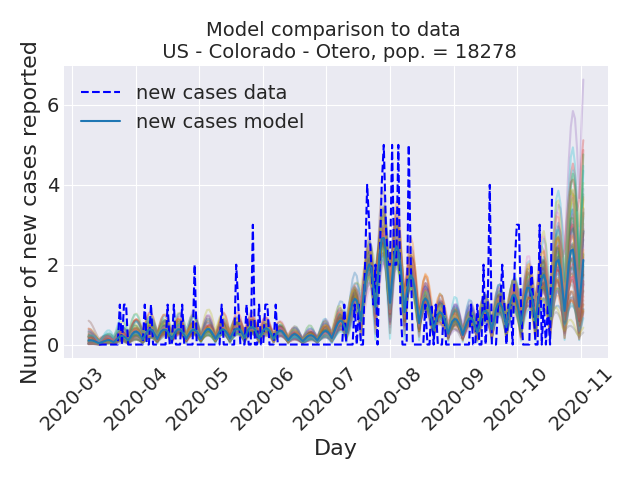 Model comparison to data
US - Colorado - Otero, pop. = 18278
Number of new cases reported
6
4
2
0
new cases data
new cases model
2020-03
2020-04
2020-05
2020-06
2020-07
2020-08
2020-09
2020-10
2020-11
Day